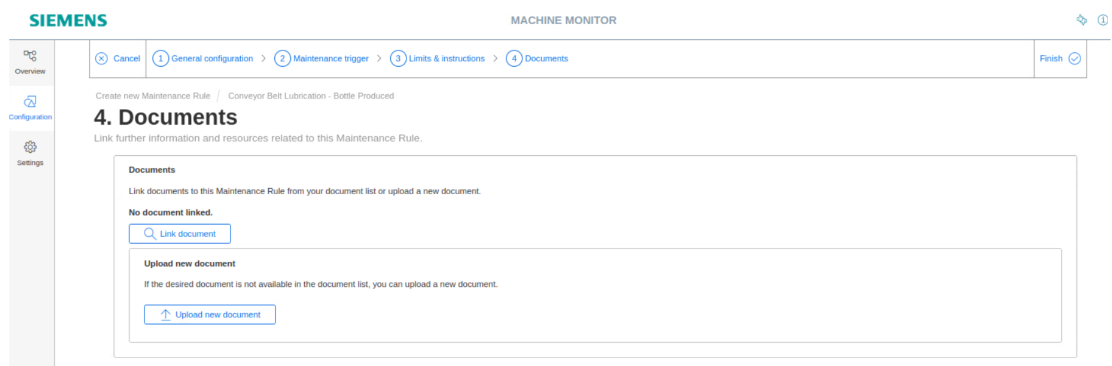 SIEMENS
MACHINE MONITOR
Overview
Configuration
Settings
Cancel
1 General configuration > 2 Maintenance trigger > 3 Limits & instructions > 4 Documents
Finish
Create new Maintenance Rule / Conveyor Belt Lubrication - Bottle Produced
4. Documents
Link further information and resources related to this Maintenance Rule.
Documents
Link documents to this Maintenance Rule from your document list or upload a new document.
No document linked.
Link document
Upload new document
If the desired document is not available in the document list, you can upload a new document.
Upload new document